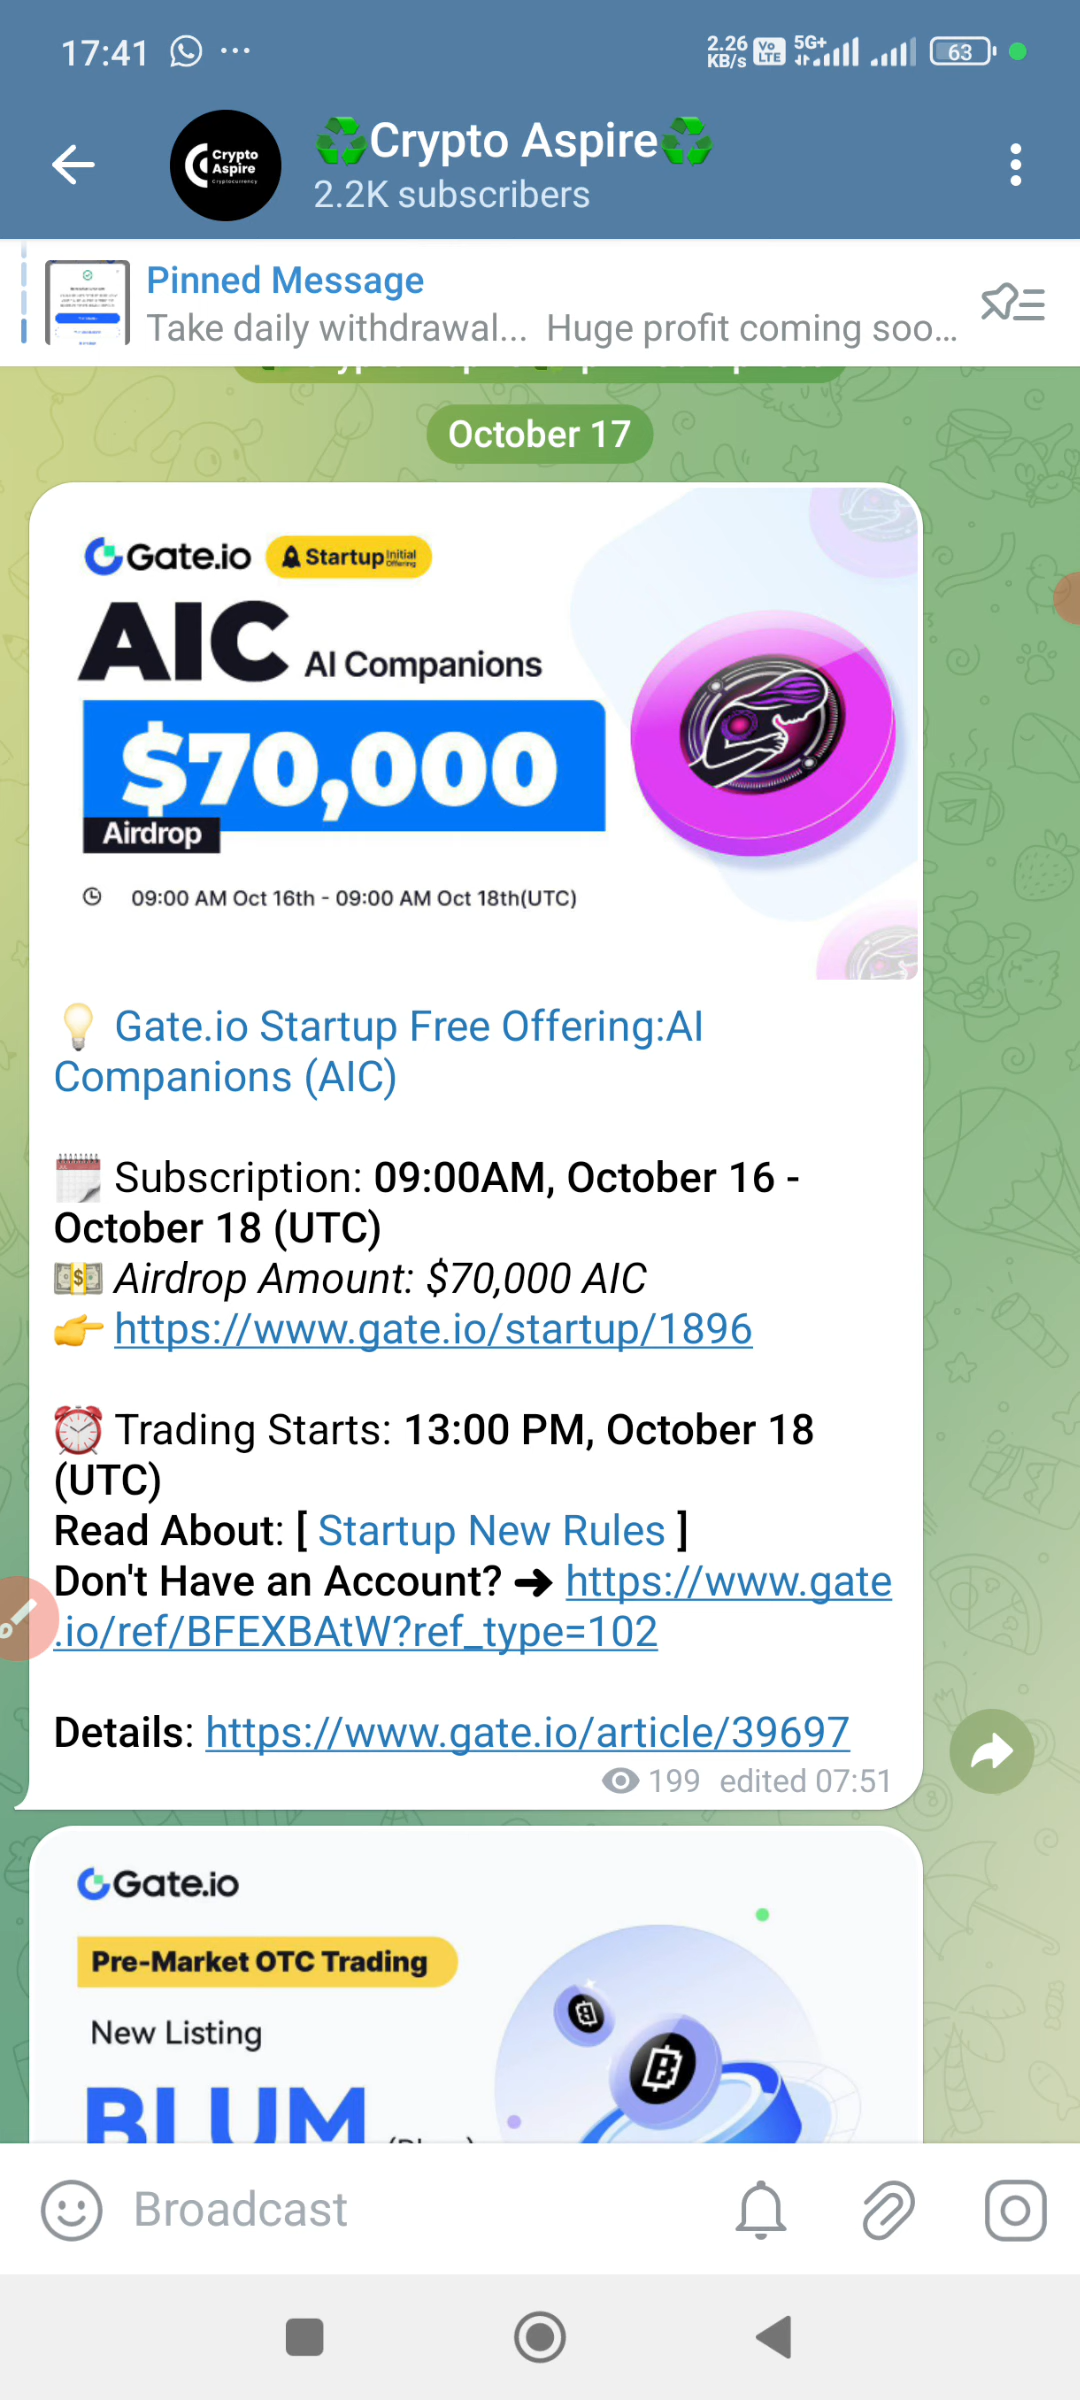 17:41
2.26 KB/s Vo LTE 5G+ 63
Crypto Aspire Cryptocurrency
♻️Crypto Aspire♻️
2.2K subscribers
Pinned Message
Take daily withdrawal... Huge profit coming soo...
October 17
Gate.io Startup Initial Offering
AIC AI Companions
$70,000
Airdrop
09:00 AM Oct 16th - 09:00 AM Oct 18th(UTC)
💡 Gate.io Startup Free Offering:AI
Companions (AIC)
🗓 Subscription: 09:00AM, October 16 -
October 18 (UTC)
💵 Airdrop Amount: $70,000 AIC
👉 https://www.gate.io/startup/1896
⏰ Trading Starts: 13:00 PM, October 18
(UTC)
Read About: [ Startup New Rules ]
Don't Have an Account? ➔ https://www.gate
.io/ref/BFEXBAtW?ref_type=102
Details: https://www.gate.io/article/39697
199 edited 07:51
Gate.io
Pre-Market OTC Trading
New Listing
BLUM
Broadcast